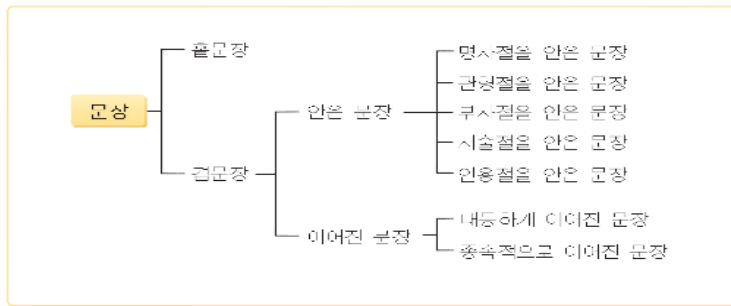 문장
홑문장
겹문장
안은 문장
이어진 문장
명사절을 안은 문장
관형절을 안은 문장
부사절을 안은 문장
서술절을 안은 문장
인용절을 안은 문장
대등하게 이어진 문장
종속적으로 이어진 문장